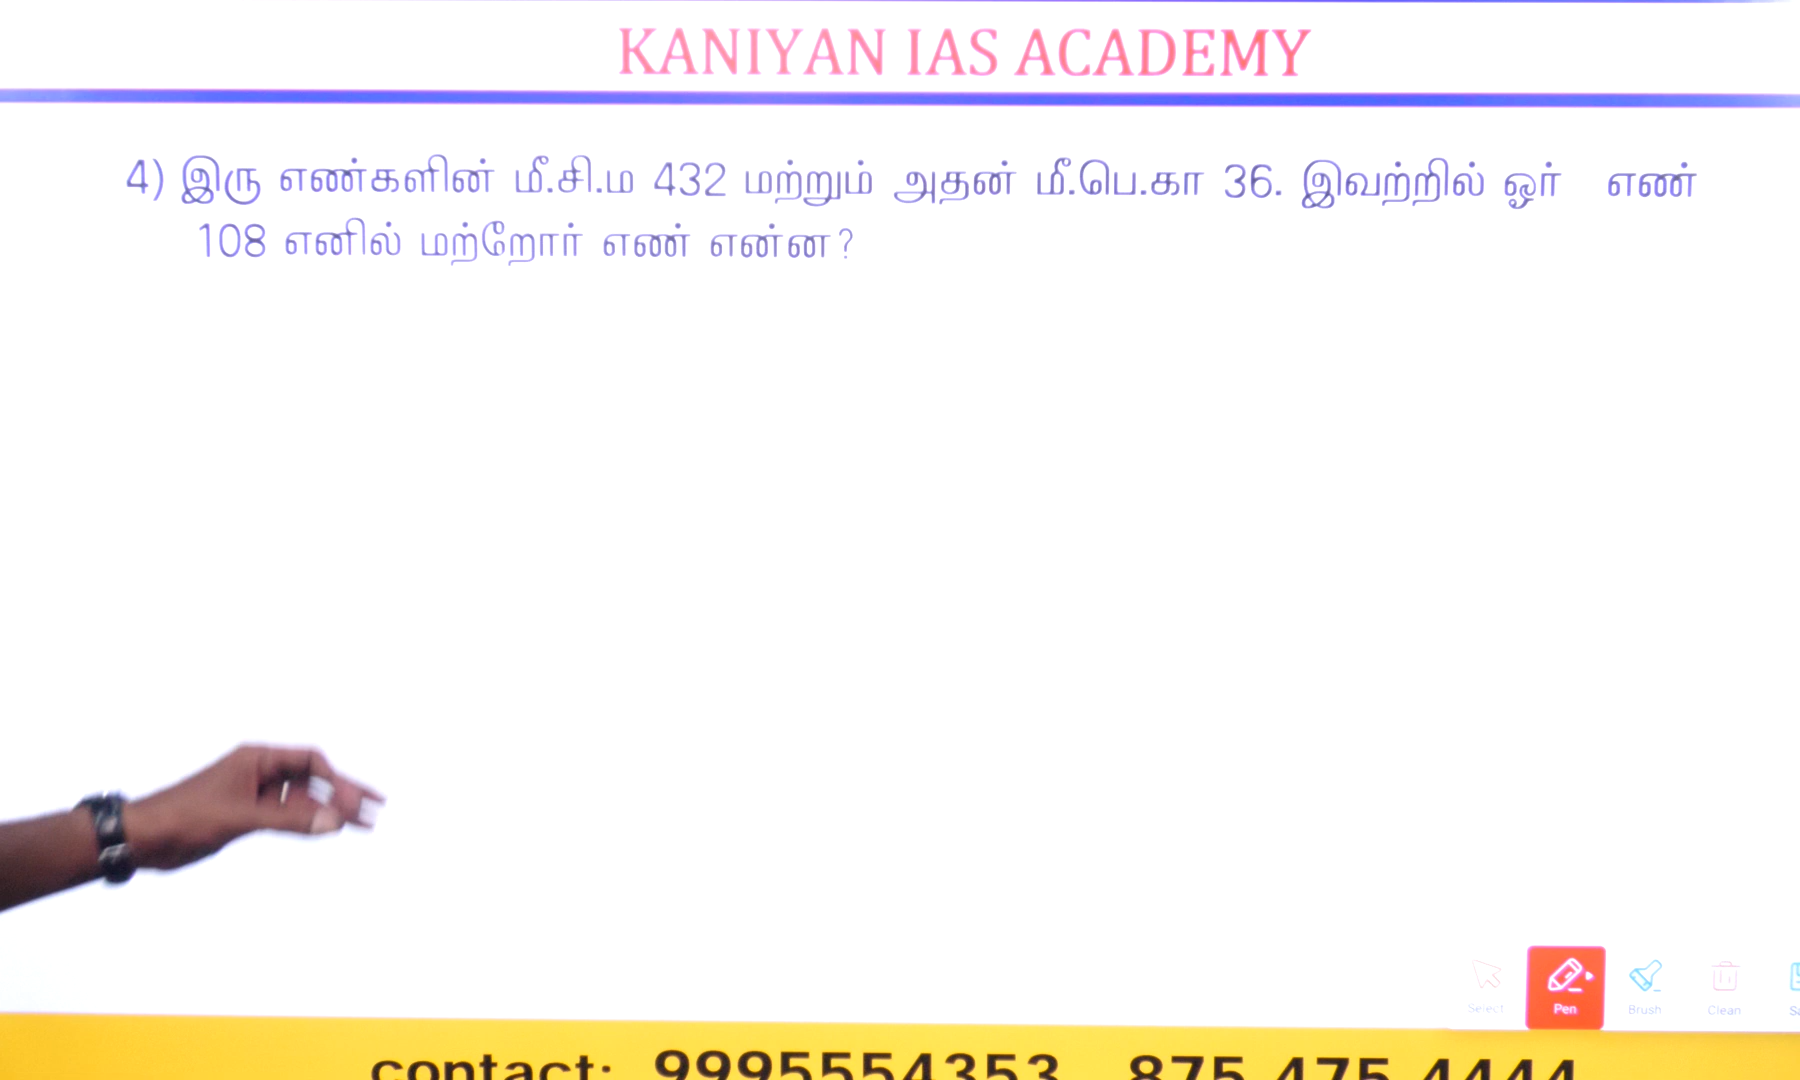 KANIYAN IAS ACADEMY
4) இரு எண்களின் மீ.சி.ம 432 மற்றும் அதன் மீ.பெ.கா 36. இவற்றில் ஓர் எண்
108 எனில் மற்றோர் எண் என்ன?
Select Pen Brush Clean
contact: 9995554353 875 475 4444